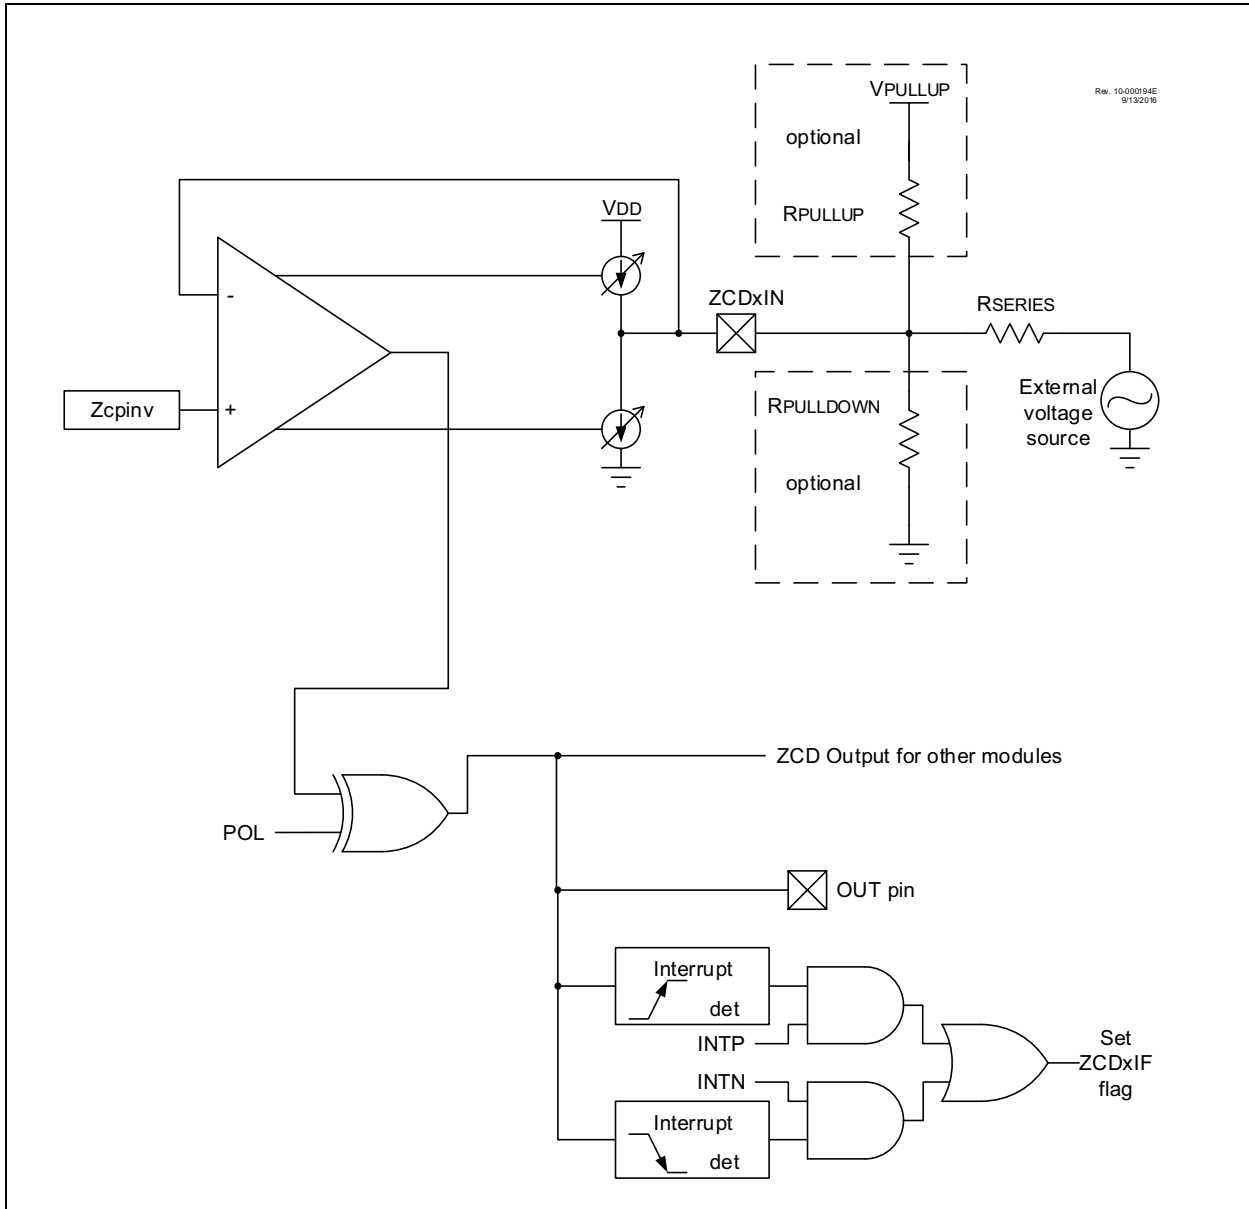 VPULLUP
Rev. 10-000194E
9/13/2016
optional
RPULLUP
VDD
-
ZCDxIN
RSERIES
Zcpinv
+
RPULLDOWN
External
voltage
source
optional
ZCD Output for other modules
POL
OUT pin
Interrupt
det
INTP
Set
ZCDxIF
flag
INTN
Interrupt
det